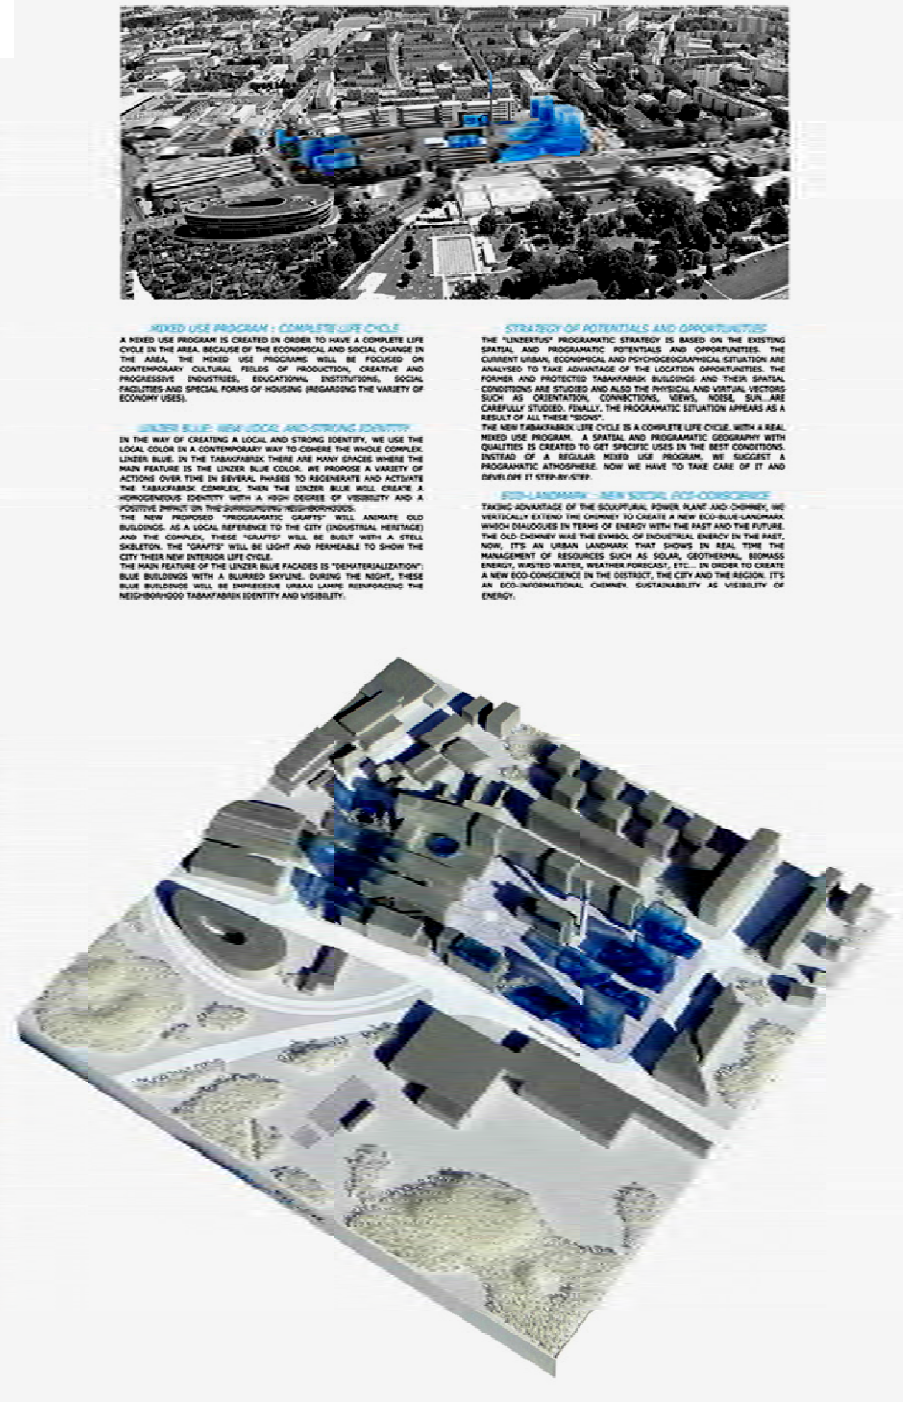 MIXED USE PROGRAM : COMPLETE LIFE CYCLE
A MIXED USE PROGRAM IS CREATED IN ORDER TO HAVE A COMPLETE LIFE
CYCLE IN THE AREA. BECAUSE OF THE ECONOMICAL AND SOCIAL CHANGE IN
THE AREA, THE MIXED USE PROGRAMS WILL BE FOCUSED ON
CONTEMPORARY CULTURAL FIELDS OF PRODUCTION, CREATIVE AND
PROGRESSIVE INDUSTRIES, EDUCATIONAL INSTITUTIONS, SOCIAL
FACILITIES AND SPECIAL FORMS OF HOUSING (REGARDING THE VARIETY OF
ECONOMY USES).
LINZER BLUE: NEW LOCAL AND STRONG IDENTITY
IN THE WAY OF CREATING A LOCAL AND STRONG IDENTITY, WE USE THE
LOCAL COLOR IN A CONTEMPORARY WAY TO COHERE THE WHOLE COMPLEX.
LINZER BLUE. IN THE TABAKFABRIK THERE ARE MANY SPACES WHERE THE
MAIN FEATURE IS THE LINZER BLUE COLOR. WE PROPOSE A VARIETY OF
ACTIONS OVER TIME IN SEVERAL PHASES TO REGENERATE AND ACTIVATE
THE TABAKFABRIK COMPLEX, THEN THE LINZER BLUE WILL CREATE A
HOMOGENEOUS IDENTITY WITH A HIGH DEGREE OF VISIBILITY AND A
POSITIVE IMPACT ON THE SURROUNDING NEIGHBORHOODS.
THE NEW PROPOSED "PROGRAMATIC GRAFTS" WILL ANIMATE OLD
BUILDINGS. AS A LOCAL REFERENCE TO THE CITY (INDUSTRIAL HERITAGE)
AND THE COMPLEX, THESE "GRAFTS" WILL BE BUILT WITH A STELL
SKELETON. THE "GRAFTS" WILL BE LIGHT AND PERMEABLE TO SHOW THE
CITY THEIR NEW INTERIOR LIFE CYCLE.
THE MAIN FEATURE OF THE LINZER BLUE FACADES IS "DEMATERIALIZATION":
BLUE BUILDINGS WITH A BLURRED SKYLINE. DURING THE NIGHT, THESE
BLUE BUILDINGS WILL BE IMPRESSIVE URBAN LAMPS REINFORCING THE
NEIGHBORHOOD TABAKFABRIK IDENTITY AND VISIBILITY.
STRATEGY OF POTENTIALS AND OPPORTUNITIES
THE "LINZERTUS" PROGRAMATIC STRATEGY IS BASED ON THE EXISTING
SPATIAL AND PROGRAMATIC POTENTIALS AND OPPORTUNITIES. THE
CURRENT URBAN, ECONOMICAL AND PSYCHOGEOGRAPHICAL SITUATION ARE
ANALYSED TO TAKE ADVANTAGE OF THE LOCATION OPPORTUNITIES. THE
FORMER AND PROTECTED TABAKFABRIK BUILDINGS AND THEIR SPATIAL
CONDITIONS ARE STUDIED AND ALSO THE PHYSICAL AND VIRTUAL VECTORS
SUCH AS ORIENTATION, CONNECTIONS, VIEWS, NOISE, SUN...ARE
CAREFULLY STUDIED. FINALLY. THE PROGRAMATIC SITUATION APPEARS AS A
RESULT OF ALL THESE "SIGNS".
THE NEW TABAKFABRIK LIFE CYCLE IS A COMPLETE LIFE CYCLE. WITH A REAL
MIXED USE PROGRAM. A SPATIAL AND PROGRAMATIC GEOGRAPHY WITH
QUALITIES IS CREATED TO GET SPECIFIC USES IN THE BEST CONDITIONS.
INSTEAD OF A REGULAR MIXED USE PROGRAM, WE SUGGEST A
PROGRAMATIC ATMOSPHERE. NOW WE HAVE TO TAKE CARE OF IT AND
DEVELOPE IT STEP-BY-STEP.
ECO-LANDMARK : NEW SOCIAL ECO-CONSCIENCE
TAKING ADVANTAGE OF THE SCULPTURAL POWER PLANT AND CHIMNEY, WE
VERTICALLY EXTEND THE CHIMNEY TO CREATE A NEW ECO-BLUE-LANDMARK
WHICH DIALOGUES IN TERMS OF ENERGY WITH THE PAST AND THE FUTURE.
THE OLD CHIMNEY WAS THE SYMBOL OF INDUSTRIAL ENERGY IN THE PAST,
NOW, IT'S AN URBAN LANDMARK THAT SHOWS IN REAL TIME THE
MANAGEMENT OF RESOURCES SUCH AS SOLAR, GEOTHERMAL, BIOMASS
ENERGY, WASTED WATER, WEATHER FORECAST, ETC... IN ORDER TO CREATE
A NEW ECO-CONSCIENCE IN THE DISTRICT, THE CITY AND THE REGION. IT'S
AN ECO-INFORMATIONAL CHIMNEY. SUSTAINABILITY AS VISIBILITY OF
ENERGY.